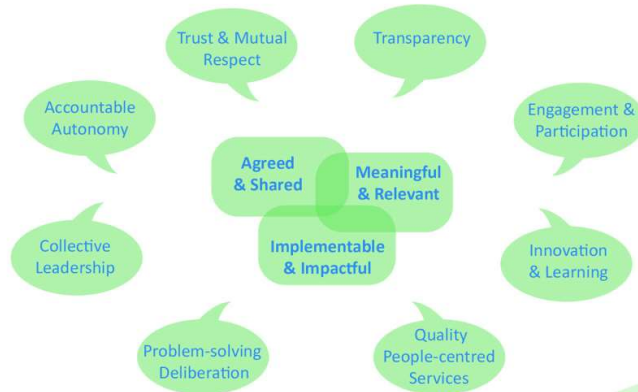 Trust & Mutual
Respect
Transparency
Accountable
Autonomy
Engagement &
Participation
Agreed
& Shared
Meaningful
& Relevant
Collective
Leadership
Implementable
& Impactful
Innovation
& Learning
Problem-solving
Deliberation
Quality
People-centred
Services